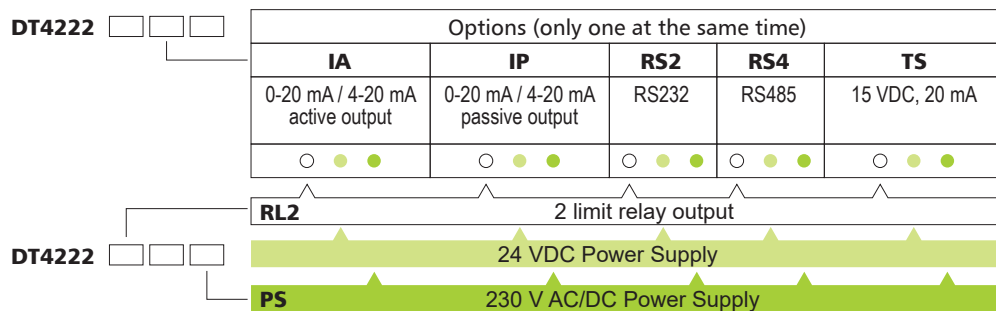 DT4222
Options (only one at the same time)
IA IP RS2 RS4 TS
0-20 mA / 4-20 mA active output
0-20 mA / 4-20 mA passive output
RS232
RS485
15 VDC, 20 mA
RL2 2 limit relay output
DT4222
24 VDC Power Supply
PS 230 V AC/DC Power Supply